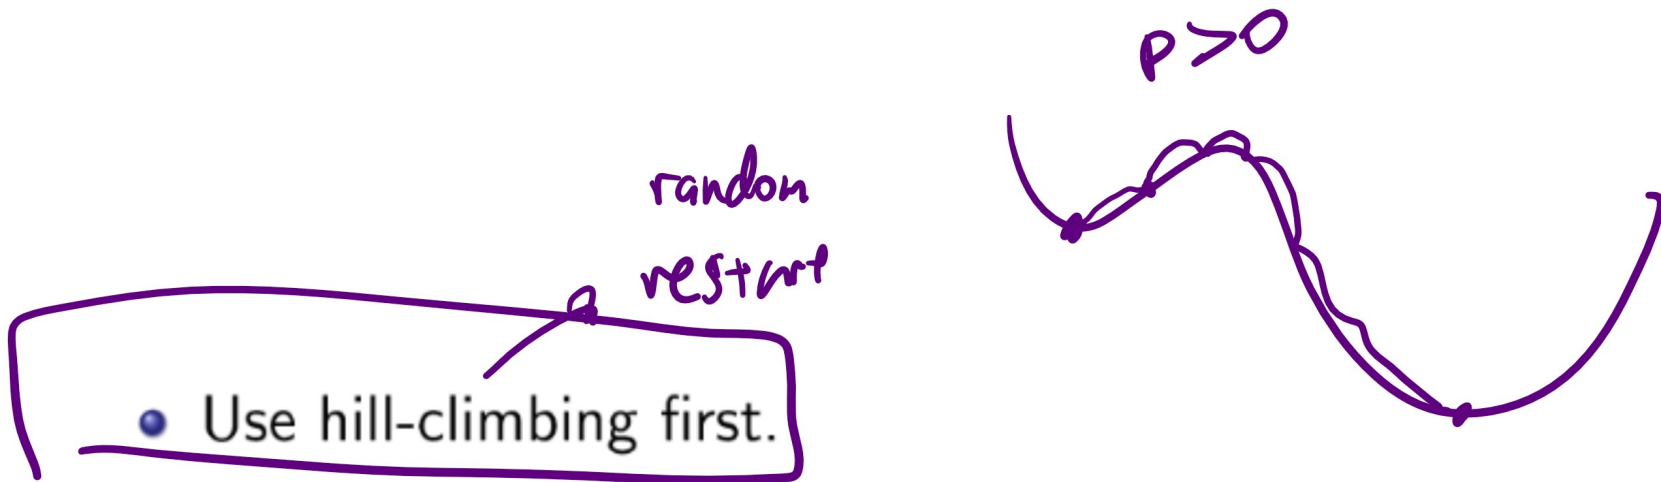 p>0
random
restart
• Use hill-climbing first.